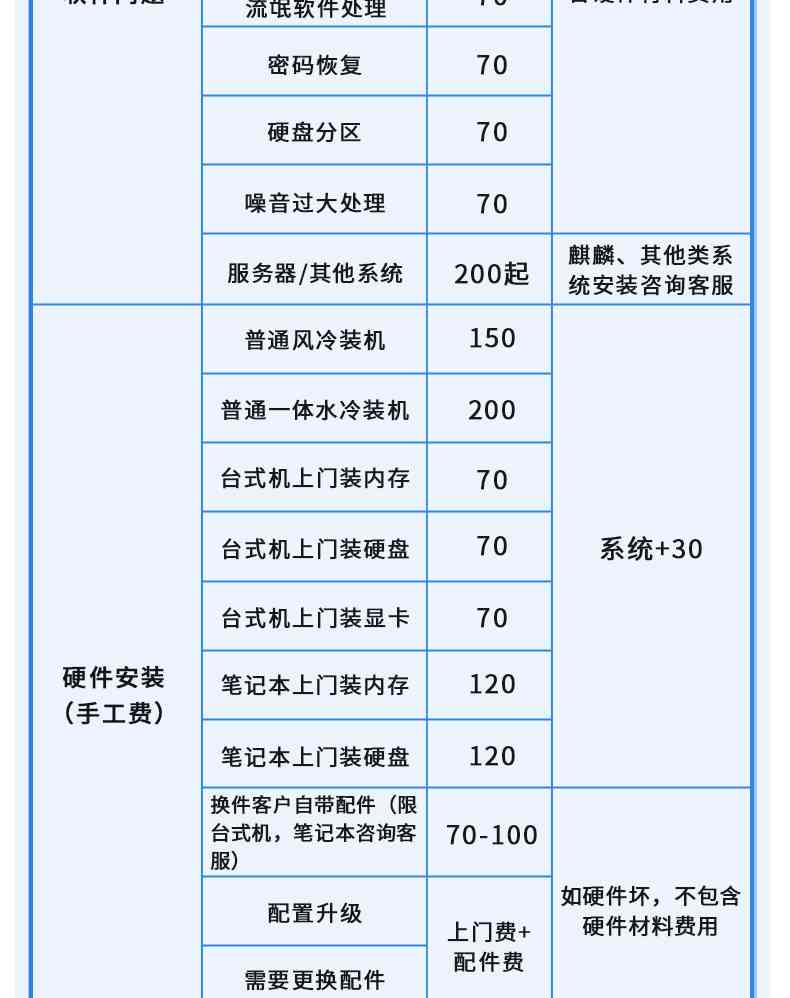 流氓软件处理
70
密码恢复
70
硬盘分区
70
噪音过大处理
70
服务器/其他系统
200起
麒麟、其他类系
统安装咨询客服
硬件安装
（手工费）
普通风冷装机
150
普通一体水冷装机
200
台式机上门装内存
70
台式机上门装硬盘
70
台式机上门装显卡
70
笔记本上门装内存
120
笔记本上门装硬盘
120
系统+30
换件客户自带配件（限
台式机，笔记本咨询客
服）
70-100
配置升级
需要更换配件
上门费+
配件费
如硬件坏，不包含
硬件材料费用